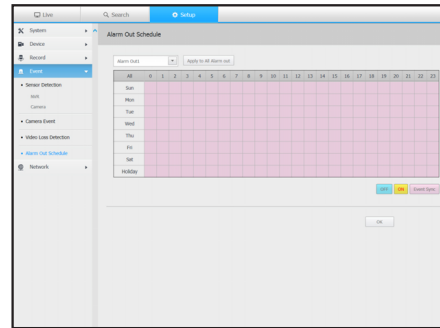 Live
Search
Setup
System
Device
Record
Event
Sensor Detection
NVR
Camera
Camera Event
Video Loss Detection
Alarm Out Schedule
Network
Alarm Out Schedule
Alarm Out1
Apply to All Alarm out
All 0 1 2 3 4 5 6 7 8 9 10 11 12 13 14 15 16 17 18 19 20 21 22 23
Sun
Mon
Tue
Wed
Thu
Fri
Sat
Holiday
OFF ON Event Sync
OK